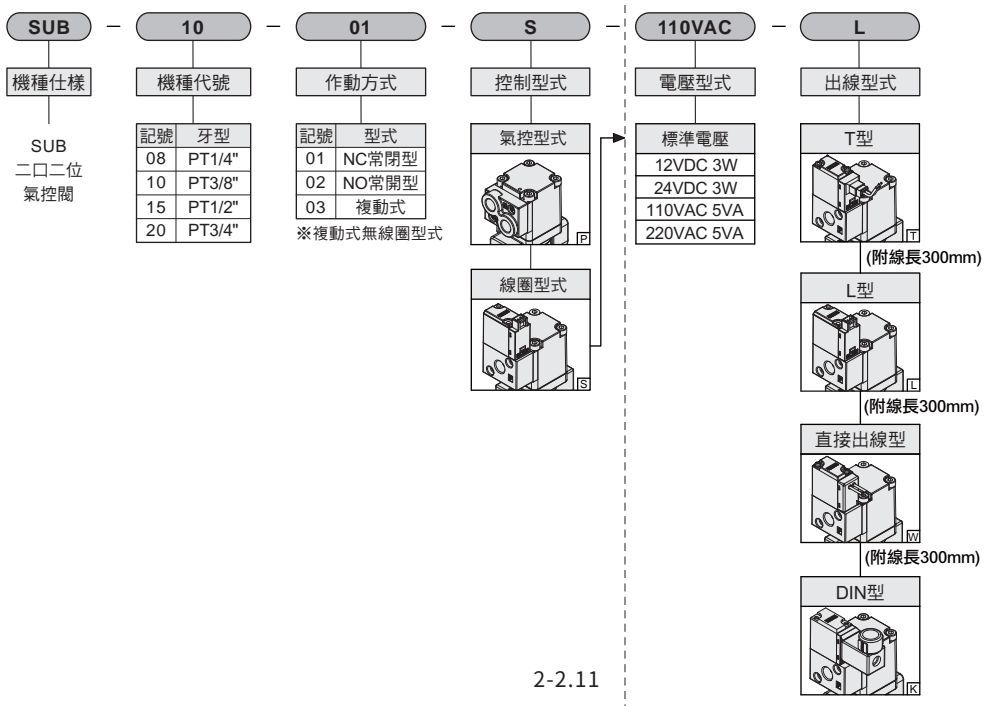 SUB – 10 – 01 – S – 110VAC – L
機種仕樣
SUB
二口二位
氣控閥
機種代號
記號 牙型
08 PT1/4"
10 PT3/8"
15 PT1/2"
20 PT3/4"
作動方式
記號 型式
01 NC常閉型
02 NO常開型
03 複動式
※複動式無線圈型式
控制型式
氣控型式
P
線圈型式
S
電壓型式
標準電壓
12VDC 3W
24VDC 3W
110VAC 5VA
220VAC 5VA
出線型式
T型
T
(附線長300mm)
L型
L
(附線長300mm)
直接出線型
W
(附線長300mm)
DIN型
K
2-2.11